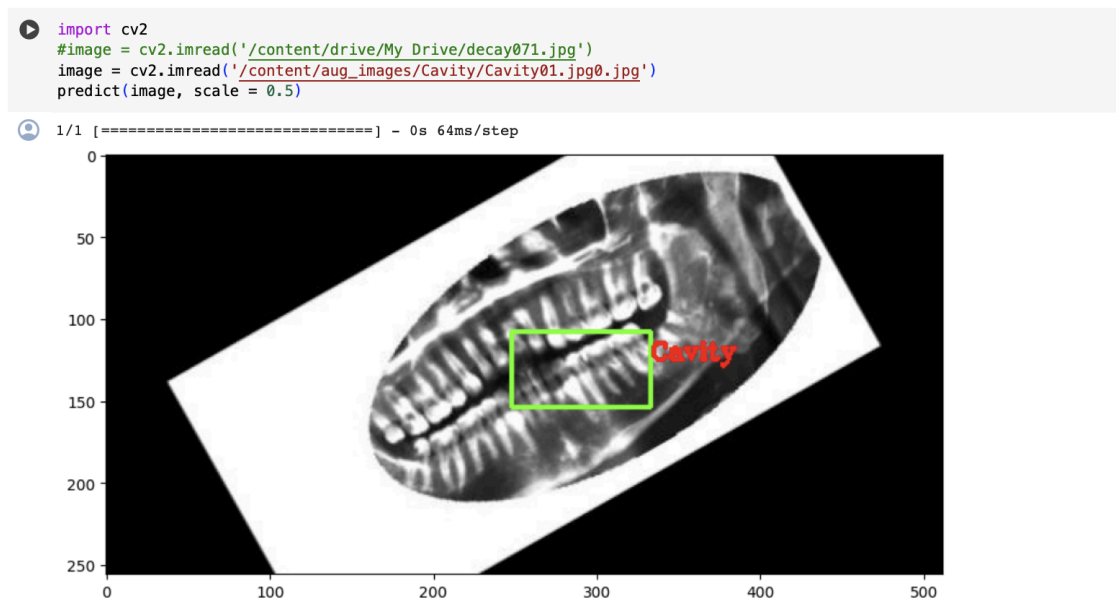 import cv2
#image = cv2.imread('/content/drive/My Drive/decay071.jpg')
image = cv2.imread('/content/aug_images/Cavity/Cavity01.jpg0.jpg')
predict(image, scale = 0.5)
1/1 [==============================] - 0s 64ms/step
0
50
100
150
200
250
Cavity
0 100 200 300 400 500